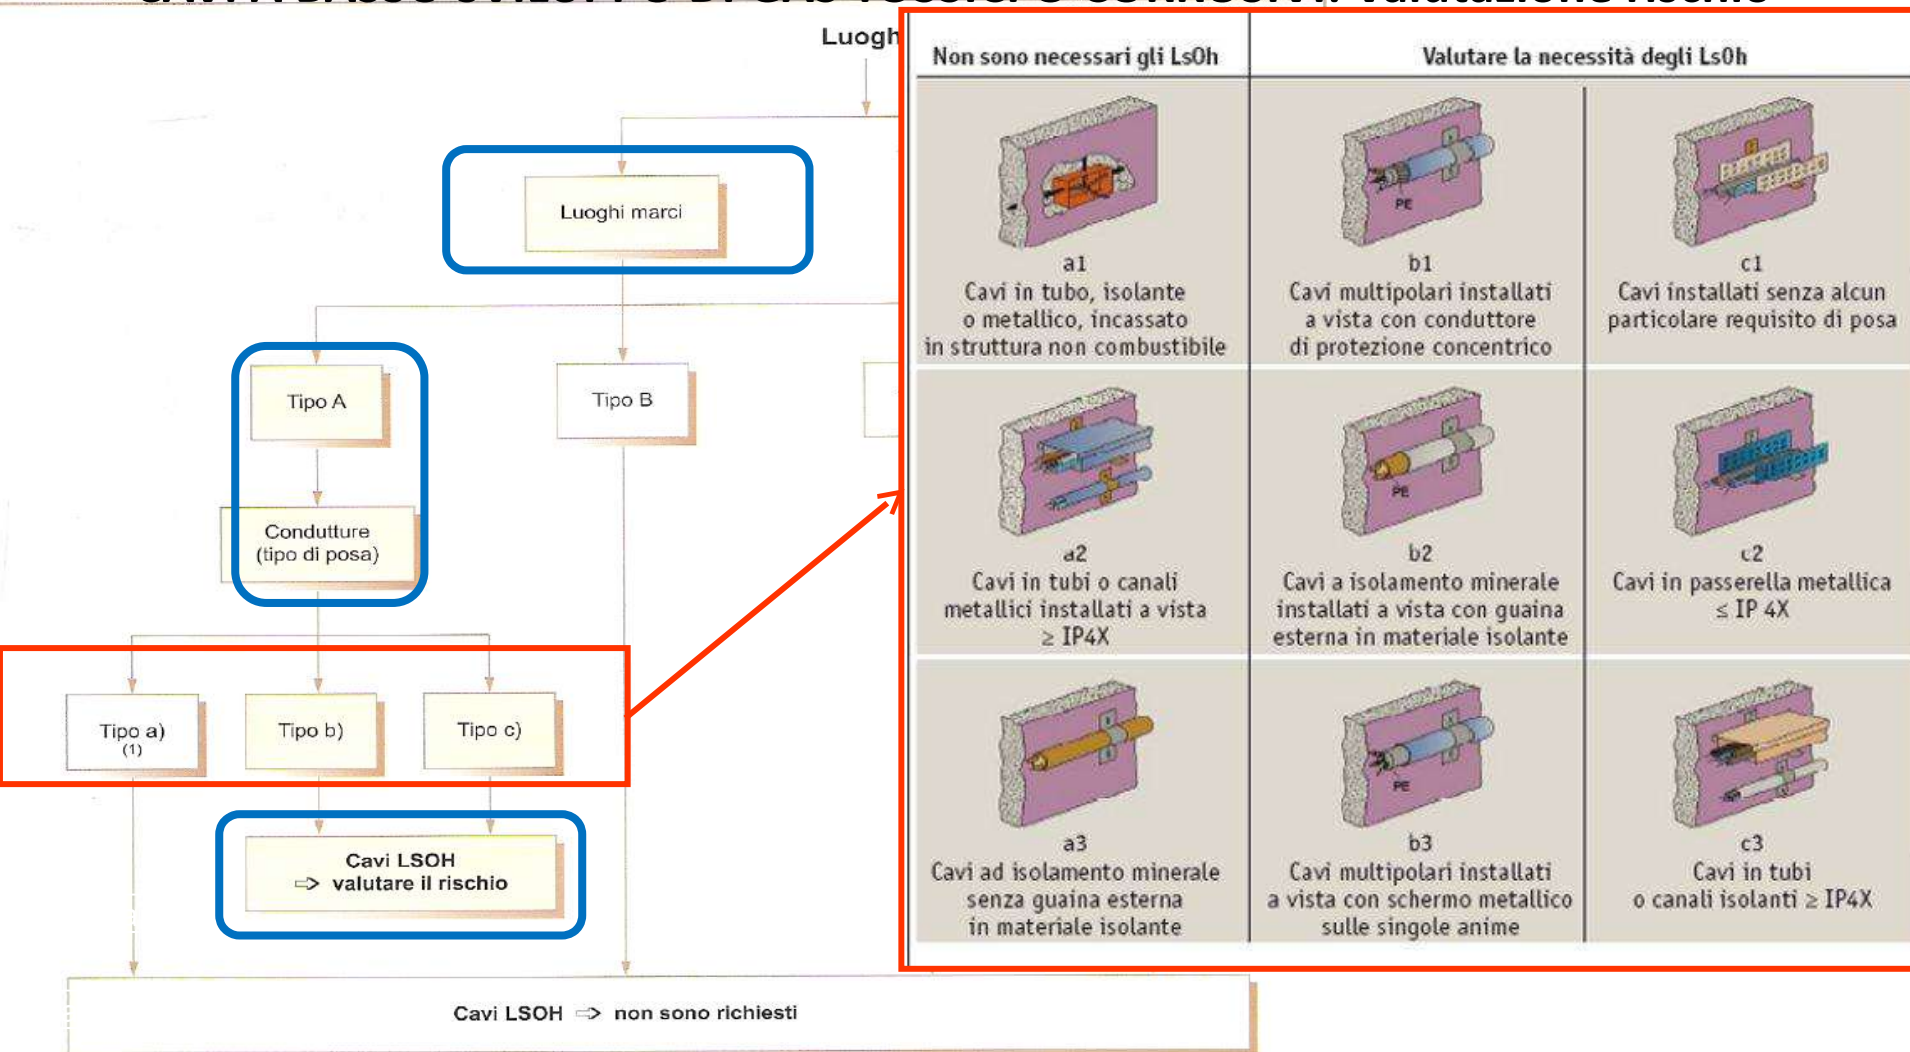 Luogh
Luoghi marci
Tipo A
Tipo B
Condutture
(tipo di posa)
Tipo a)
(1)
Tipo b)
Tipo c)
Cavi LSOH
⇨ valutare il rischio
Cavi LSOH ⇨ non sono richiesti
Non sono necessari gli Ls0h
Valutare la necessità degli Ls0h
a1
Cavi in tubo, isolante
o metallico, incassato
in struttura non combustibile
PE
b1
Cavi multipolari installati
a vista con conduttore
di protezione concentrico
c1
Cavi installati senza alcun
particolare requisito di posa
a2
Cavi in tubi o canali
metallici installati a vista
≥ IP4X
PE
b2
Cavi a isolamento minerale
installati a vista con guaina
esterna in materiale isolante
c2
Cavi in passerella metallica
≤ IP 4X
a3
Cavi ad isolamento minerale
senza guaina esterna
in materiale isolante
PE
b3
Cavi multipolari installati
a vista con schermo metallico
sulle singole anime
c3
Cavi in tubi
o canali isolanti ≥ IP4X